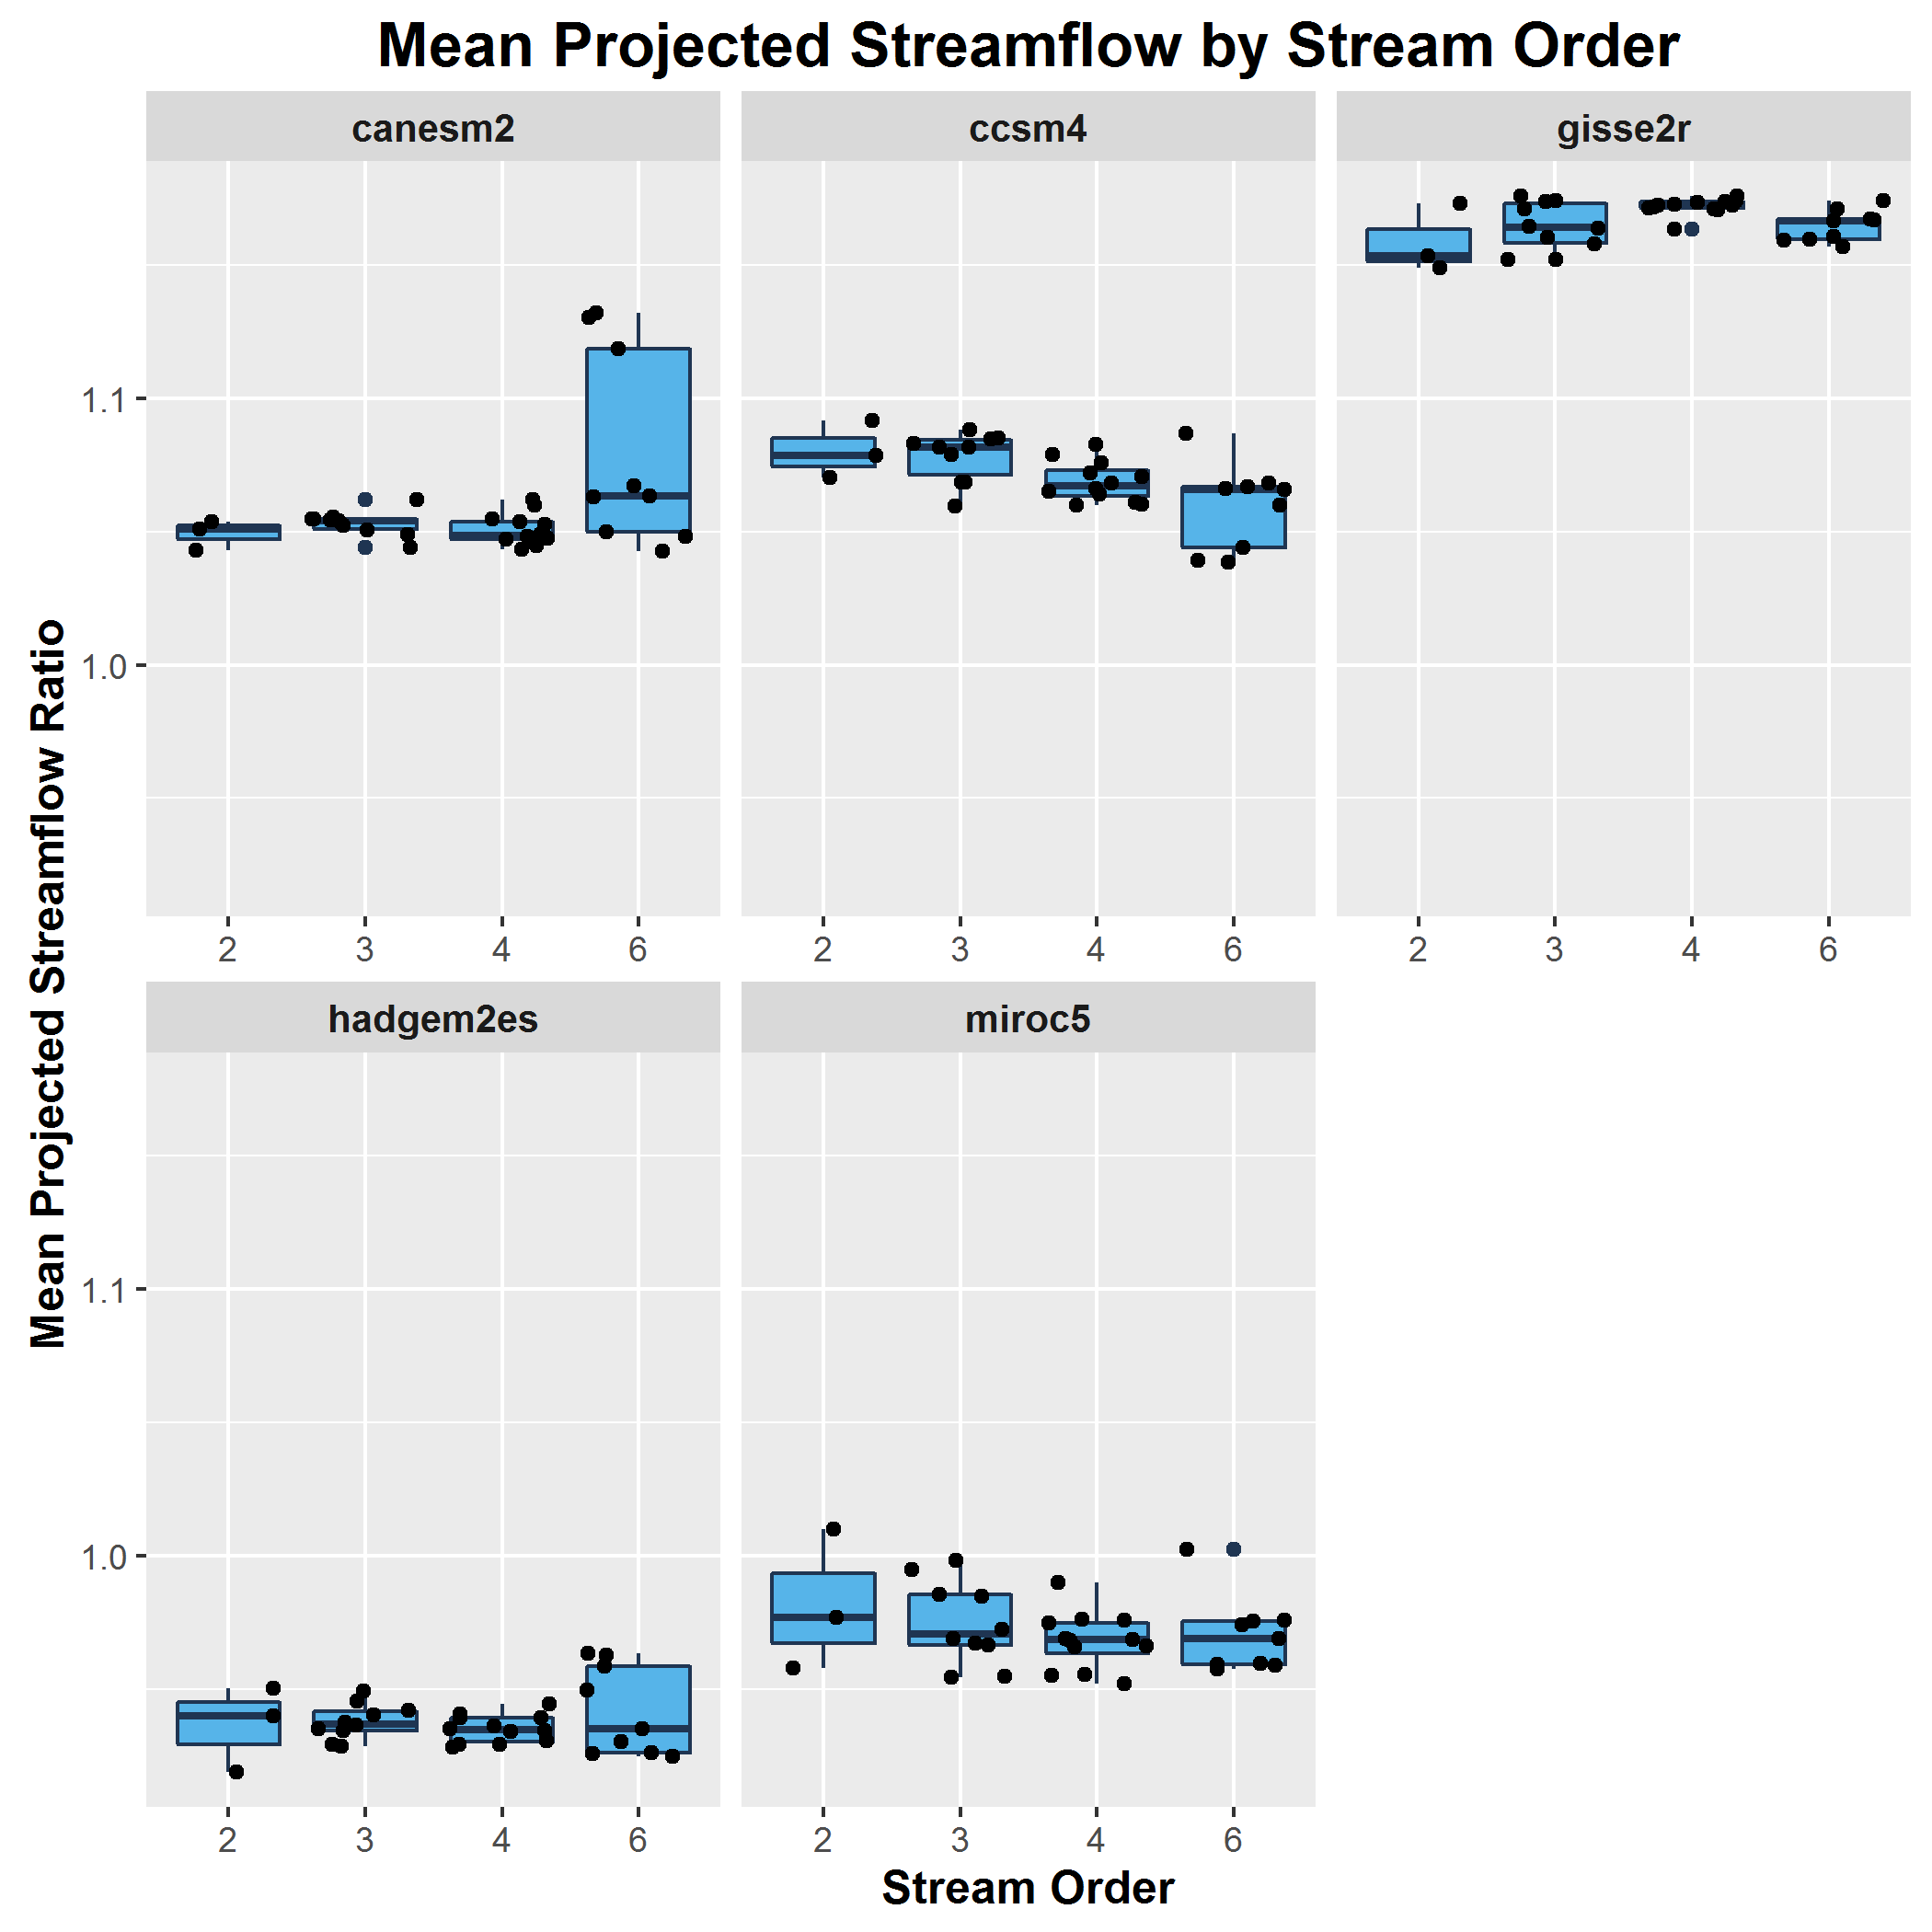 Mean Projected Streamflow by Stream Order
canesm2
ccsm4
gisse2r
1.1
1.0
2 3 4 6
2 3 4 6
2 3 4 6
Mean Projected Streamflow Ratio
hadgem2es
miroc5
1.1
1.0
2 3 4 6
2 3 4 6
Stream Order